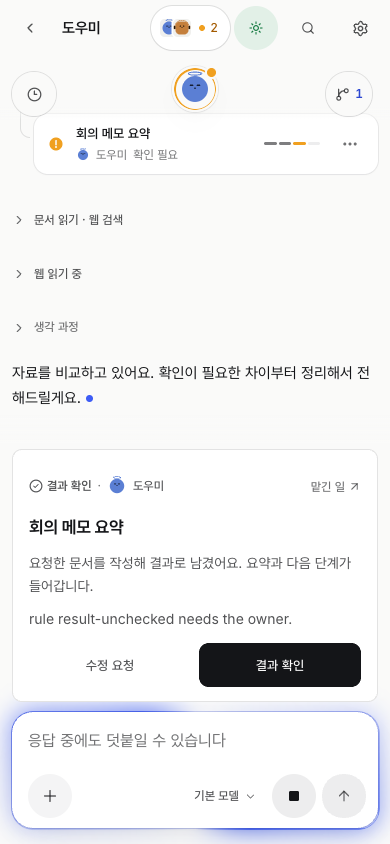 도우미
2
1
회의 메모 요약
도우미 확인 필요
문서 읽기 · 웹 검색
웹 읽기 중
생각 과정
자료를 비교하고 있어요. 확인이 필요한 차이부터 정리해서 전
해드릴게요.
결과 확인 · 도우미
맡긴 일
회의 메모 요약
요청한 문서를 작성해 결과로 남겼어요. 요약과 다음 단계가
들어갑니다.
rule result-unchecked needs the owner.
수정 요청
결과 확인
응답 중에도 덧붙일 수 있습니다
기본 모델